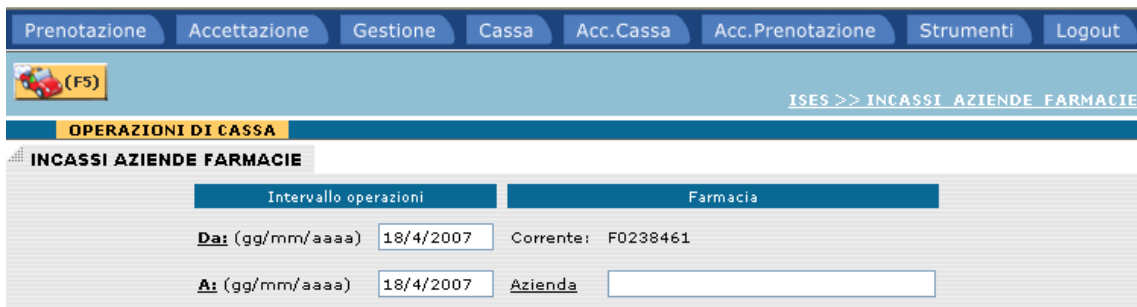 Prenotazione Accettazione Gestione Cassa Acc.Cassa Acc.Prenotazione Strumenti Logout
(F5)
ISES >> INCASSI AZIENDE FARMACIE
OPERAZIONI DI CASSA
INCASSI AZIENDE FARMACIE
Intervallo operazioni Farmacia
Da: (gg/mm/aaaa) 18/4/2007 Corrente: F0238461
A: (gg/mm/aaaa) 18/4/2007 Azienda